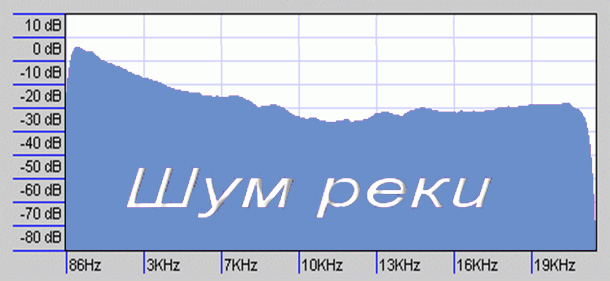 10 dB
0 dB
-10 dB
-20 dB
-30 dB
-40 dB
-50 dB
-60 dB
-70 dB
-80 dB
Шум реки
86Hz 3KHz 7KHz 10KHz 13KHz 16KHz 19KHz